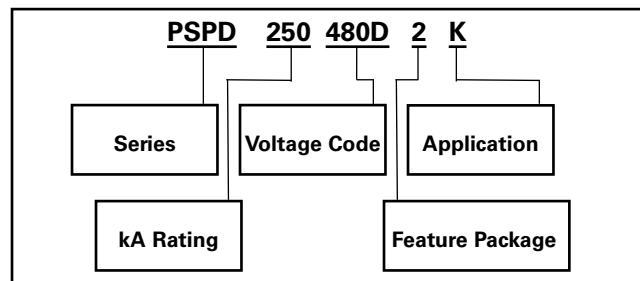 PSPD 250 480D 2 K
Series Voltage Code Application
kA Rating Feature Package